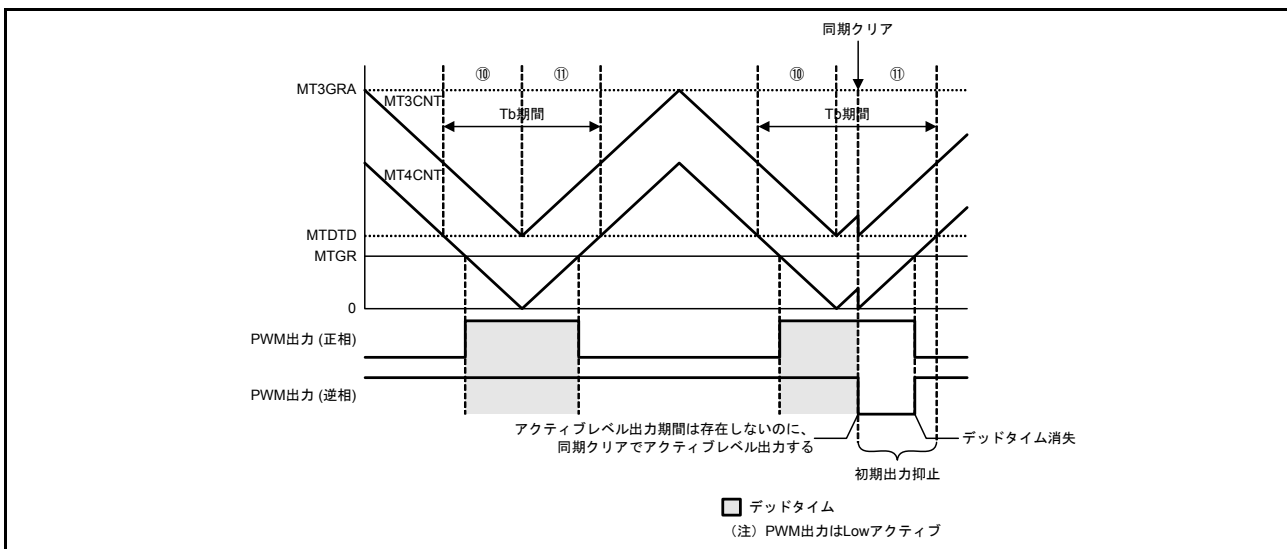 同期クリア
⑩
⑪
⑩
⑪
MT3GRA
MT3CNT
Tb期間
Tb期間
MT4CNT
MTDTD
MTGR
0
PWM出力 (正相)
PWM出力 (逆相)
アクティブレベル出力期間は存在しないのに、
同期クリアでアクティブレベル出力する
デッドタイム消失
初期出力抑止
デッドタイム
（注）PWM出力はLowアクティブ